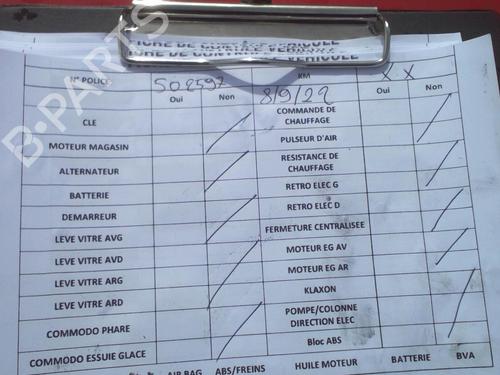 FICHE DE CONTROLE VEHICULE
N° POLICE 508597 KM X X
Oui Non 8/9/22 Oui Non
CLE COMMANDE DE CHAUFFAGE
MOTEUR MAGASIN PULSEUR D'AIR
ALTERNATEUR RESISTANCE DE CHAUFFAGE
BATTERIE RETRO ELEC G
DEMARREUR RETRO ELEC D
LEVE VITRE AVG FERMETURE CENTRALISEE
LEVE VITRE AVD MOTEUR EG AV
LEVE VITRE ARG MOTEUR EG AR
LEVE VITRE ARD KLAXON
COMMODO PHARE POMPE/COLONNE DIRECTION ELEC
COMMODO ESSUIE GLACE Bloc ABS
AIR BAG ABS/FREINS HUILE MOTEUR BATTERIE BVA